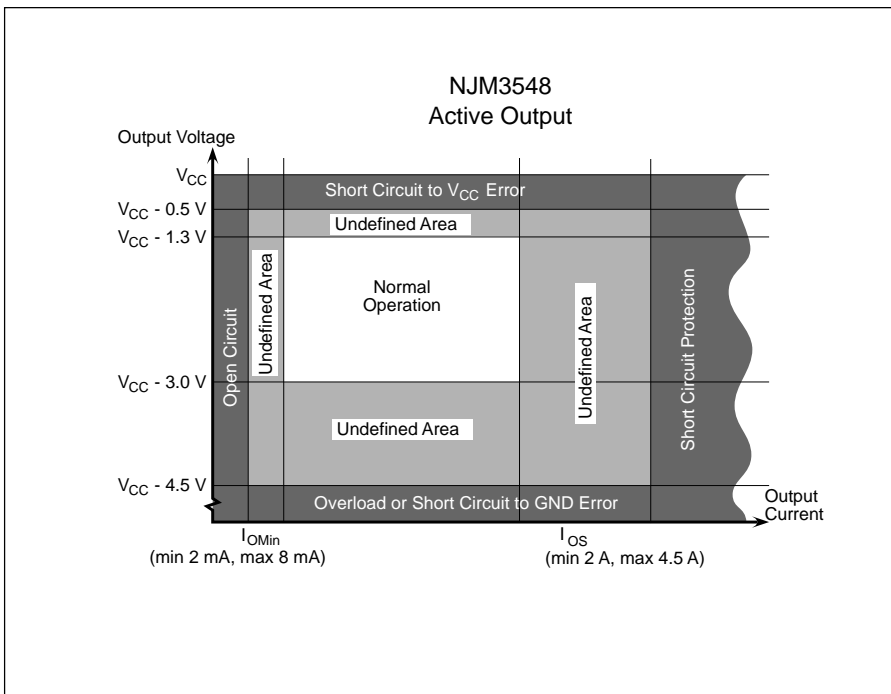 NJM3548
Active Output
Output Voltage
VCC
Short Circuit to VCC Error
VCC - 0.5 V
Undefined Area
VCC - 1.3 V
Open Circuit
Undefined Area
Normal
Operation
Undefined Area
Short Circuit Protection
VCC - 3.0 V
Undefined Area
VCC - 4.5 V
Overload or Short Circuit to GND Error
Output
Current
IOMin
(min 2 mA, max 8 mA)
IOS
(min 2 A, max 4.5 A)